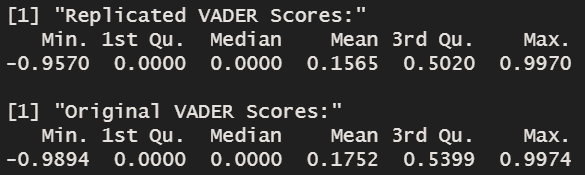 [1] "Replicated VADER Scores:"
Min. 1st Qu. Median Mean 3rd Qu. Max.
-0.9570 0.0000 0.0000 0.1565 0.5020 0.9970
[1] "Original VADER Scores:"
Min. 1st Qu. Median Mean 3rd Qu. Max.
-0.9894 0.0000 0.0000 0.1752 0.5399 0.9974